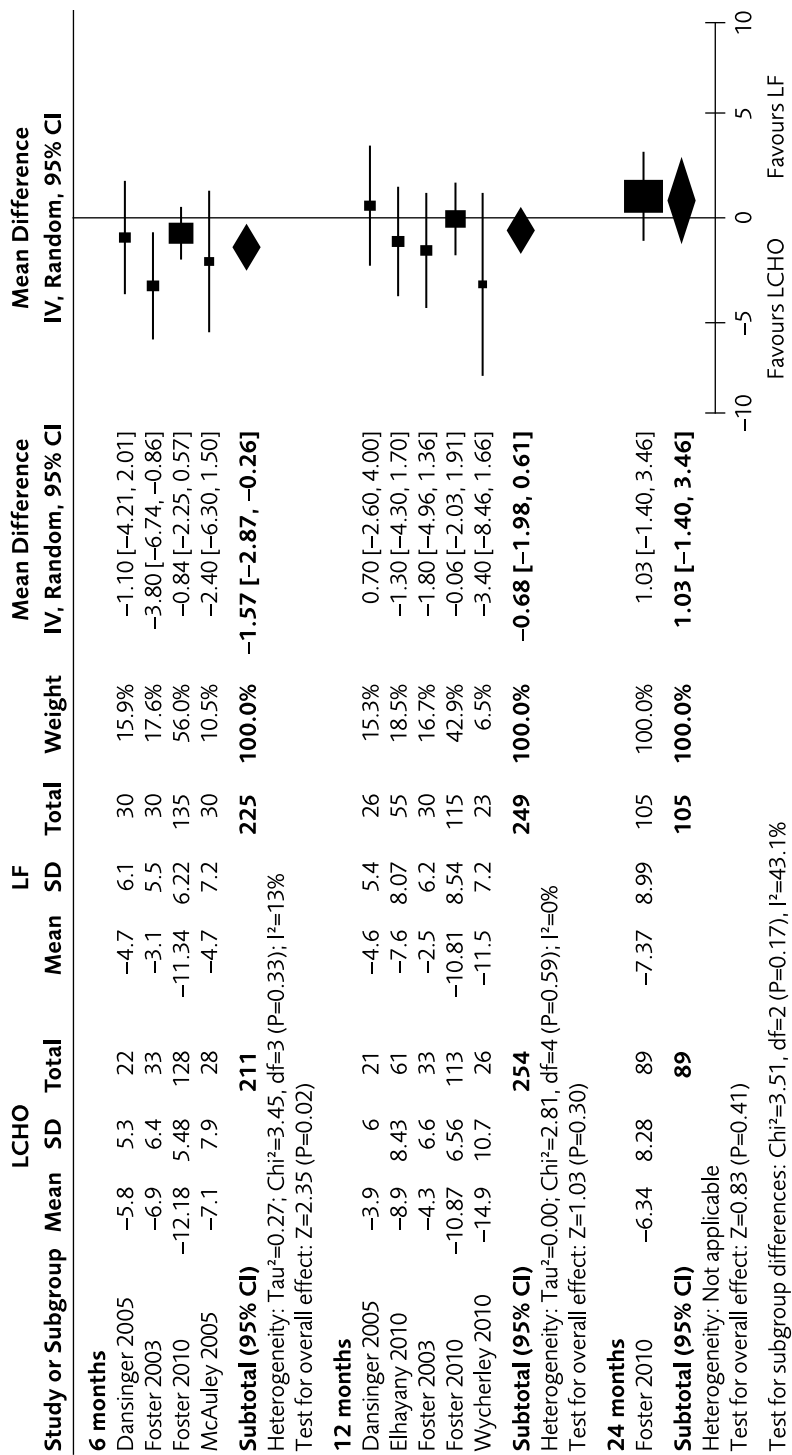 LCHO LF Mean Difference Mean Difference
Study or Subgroup Mean SD Total Mean SD Total Weight IV, Random, 95% CI IV, Random, 95% CI
6 months
Dansinger 2005 −5.8 5.3 22 −4.7 6.1 30 15.9% −1.10 [−4.21, 2.01]
Foster 2003 −6.9 6.4 33 −3.1 5.5 30 17.6% −3.80 [−6.74, −0.86]
Foster 2010 −12.18 5.48 128 −11.34 6.22 135 56.0% −0.84 [−2.25, 0.57]
McAuley 2005 −7.1 7.9 28 −4.7 7.2 30 10.5% −2.40 [−6.30, 1.50]
Subtotal (95% CI) 211 225 100.0% −1.57 [−2.87, −0.26]
Heterogeneity: Tau²=0.27; Chi²=3.45, df=3 (P=0.33); I²=13%
Test for overall effect: Z=2.35 (P=0.02)
12 months
Dansinger 2005 −3.9 6 21 −4.6 5.4 26 15.3% 0.70 [−2.60, 4.00]
Elhayany 2010 −8.9 8.43 61 −7.6 8.07 55 18.5% −1.30 [−4.30, 1.70]
Foster 2003 −4.3 6.6 33 −2.5 6.2 30 16.7% −1.80 [−4.96, 1.36]
Foster 2010 −10.87 6.56 113 −10.81 8.54 115 42.9% −0.06 [−2.03, 1.91]
Wycherley 2010 −14.9 10.7 26 −11.5 7.2 23 6.5% −3.40 [−8.46, 1.66]
Subtotal (95% CI) 254 249 100.0% −0.68 [−1.98, 0.61]
Heterogeneity: Tau²=0.00; Chi²=2.81, df=4 (P=0.59); I²=0%
Test for overall effect: Z=1.03 (P=0.30)
24 months
Foster 2010 −6.34 8.28 89 −7.37 8.99 105 100.0% 1.03 [−1.40, 3.46]
Subtotal (95% CI) 89 105 100.0% 1.03 [−1.40, 3.46]
Heterogeneity: Not applicable
Test for overall effect: Z=0.83 (P=0.41)
−10 −5 0 5 10
Favours LCHO Favours LF
Test for subgroup differences: Chi²=3.51, df=2 (P=0.17), I²=43.1%